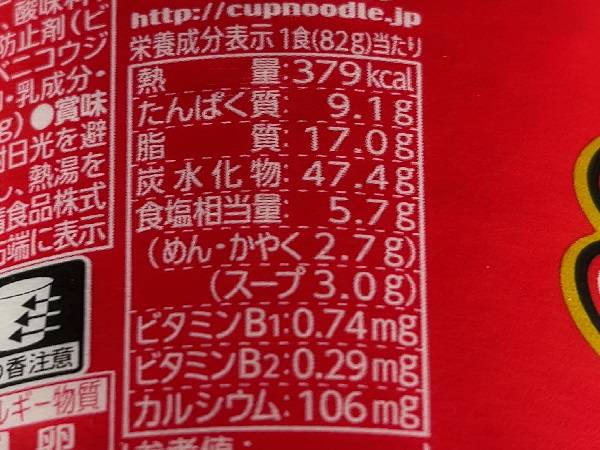 http://cupnoodle.jp
栄養成分表示 1食(82g)当たり
熱量:379kcal
たんぱく質: 9.1g
脂質:17.0g
炭水化物:47.4g
食塩相当量: 5.7g
(めん・かやく 2.7g)
(スープ 3.0g)
ビタミンB1:0.74mg
ビタミンB2:0.29mg
カルシウム:106mg
参考値:
酸味料
防止剤(ビ
ベニコウジ
乳成分・
g)●賞味
日光を避
し、熱湯を
食品株式
端に表示
香注意
ルギー物質
卵